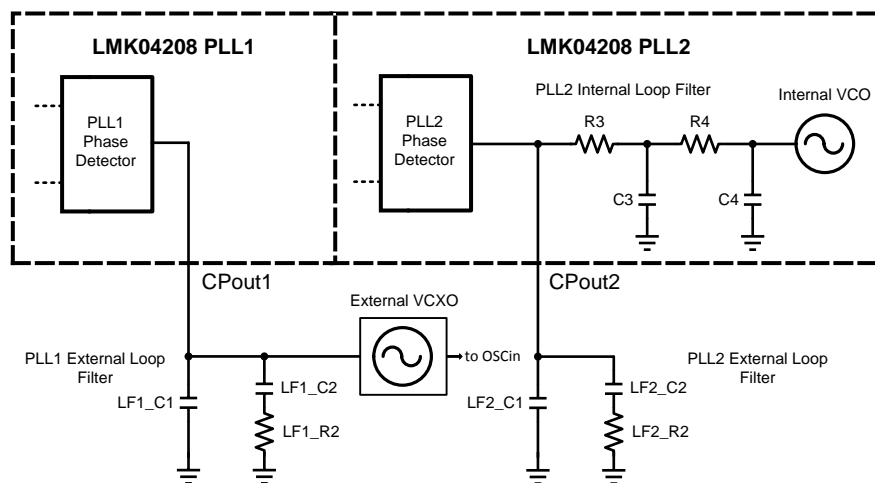 LMK04208 PLL1
LMK04208 PLL2
PLL1
Phase
Detector
PLL2
Phase
Detector
PLL2 Internal Loop Filter
Internal VCO
R3
R4
C3
C4
CPout1
CPout2
External VCXO
to OSCin
PLL1 External Loop
Filter
LF1_C1
LF1_C2
LF1_R2
LF2_C1
LF2_C2
LF2_R2
PLL2 External Loop
Filter